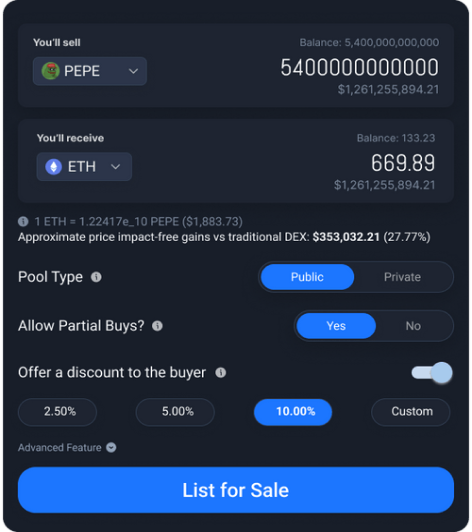 You'll sell
Balance: 5,400,000,000,000
PEPE
5400000000000
$1,261,255,894.21
You'll receive
Balance: 133.23
ETH
669.89
$1,261,255,894.21
1 ETH = 1.22417e_10 PEPE ($1,883.73)
Approximate price impact-free gains vs traditional DEX: $353,032.21 (27.77%)
Pool Type
Public
Private
Allow Partial Buys?
Yes
No
Offer a discount to the buyer
2.50%
5.00%
10.00%
Custom
Advanced Feature
List for Sale